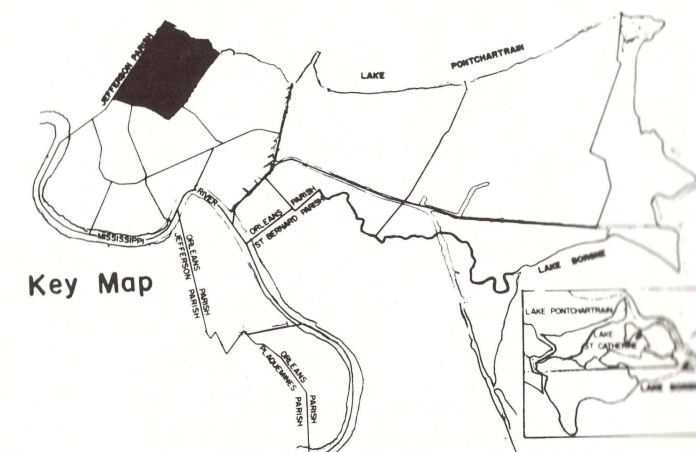 JEFFERSON PARISH
LAKE PONTCHARTRAIN
MISSISSIPPI RIVER
ORLEANS PARISH
ST BERNARD PARISH
ORLEANS PARISH
JEFFERSON PARISH
LAKE BORGNE
Key Map
LAKE PONTCHARTRAIN
LAKE
ST CATHERINE
LAKE
ORLEANS PARISH
PLAQUEMINES PARISH